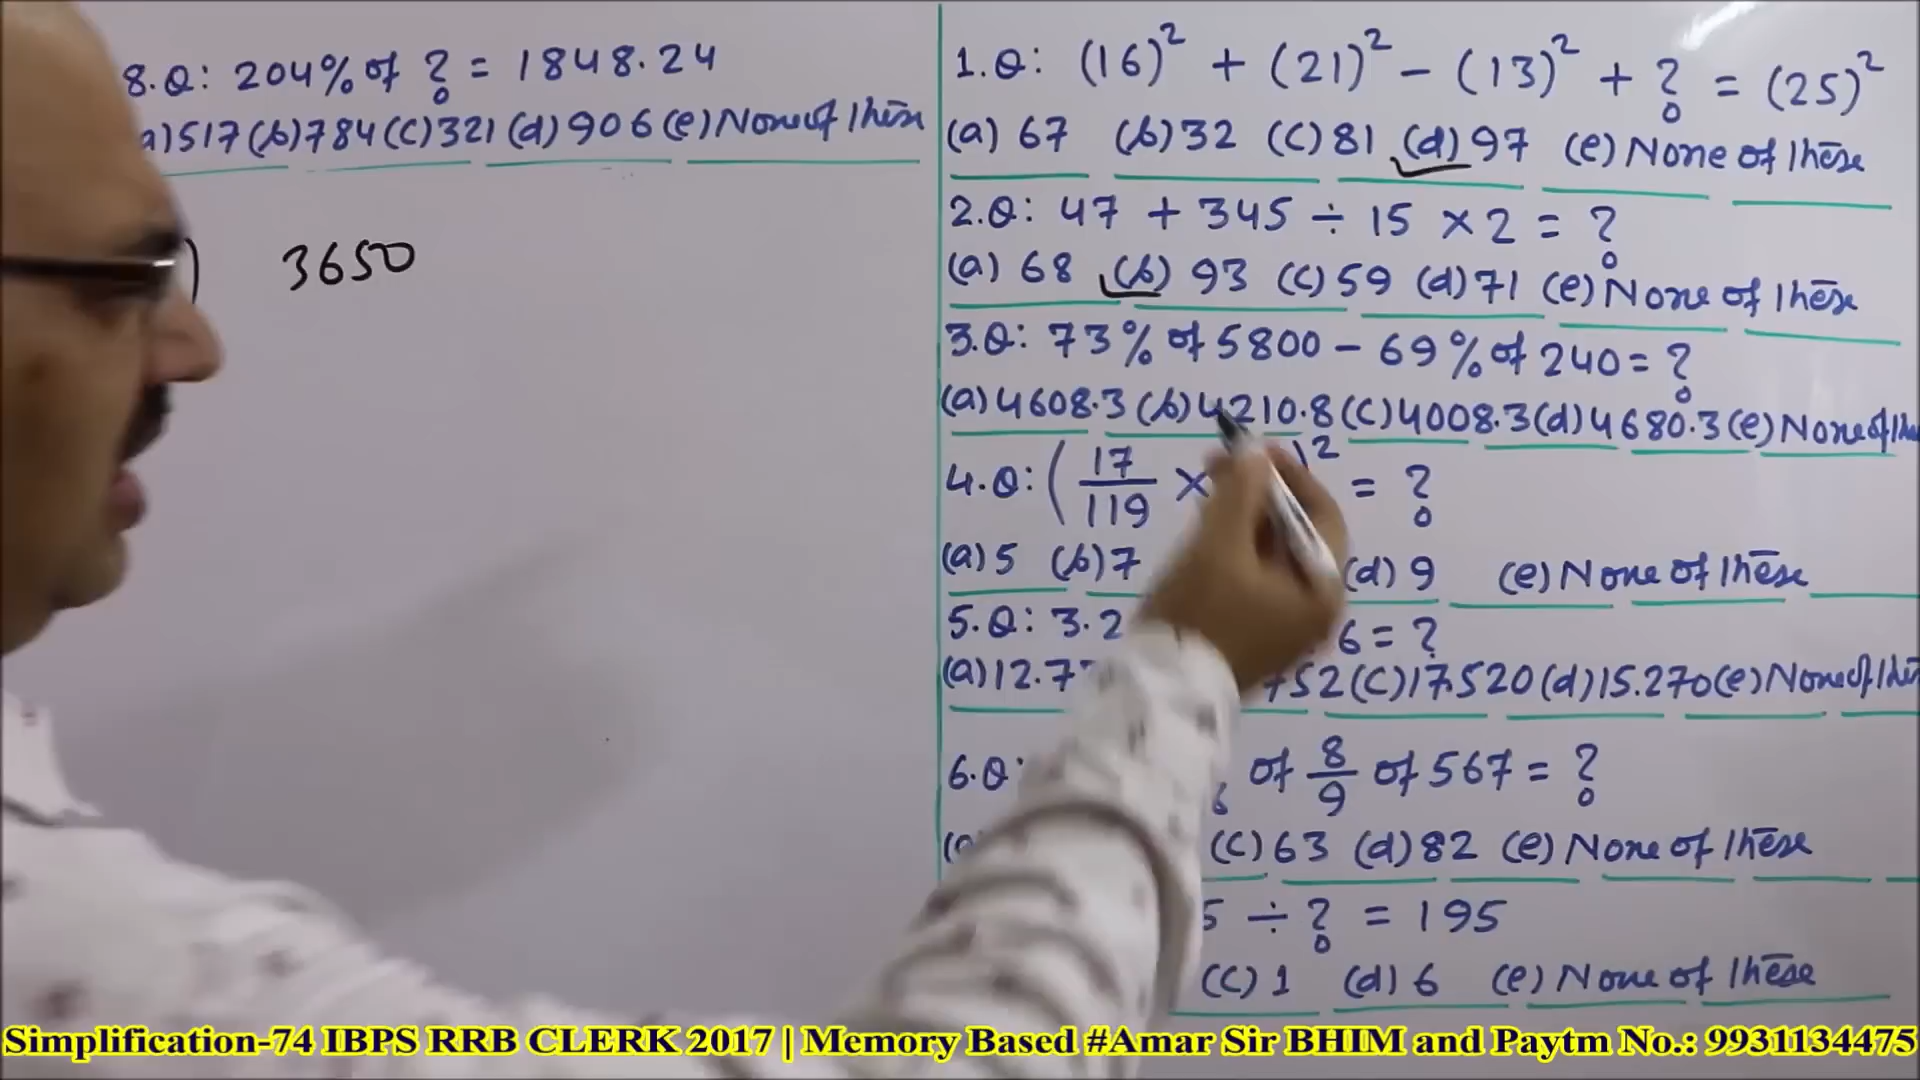 8.Q: 204% of ? = 1848.24
a) 517 (b) 784 (c) 321 (d) 906 (e) None of these
) 3650
1.Q: (16)² + (21)² - (13)² + ? = (25)²
(a) 67 (b) 32 (c) 81 (d) 97 (e) None of these
2.Q: 47 + 345 ÷ 15 × 2 = ?
(a) 68 (b) 93 (c) 59 (d) 71 (e) None of these
3.Q: 73% of 5800 - 69% of 240 = ?
(a) 4608.3 (b) 4210.8 (c) 4008.3 (d) 4680.3 (e) None of
4.Q: ( 17/119 × )² = ?
(a) 5 (b) 7 (d) 9 (e) None of these
5.Q: 3.2 6 = ?
(a) 12.7 752 (c) 17.520 (d) 15.270 (e) None of
6.Q: of 8/9 of 567 = ?
(c) 63 (d) 82 (e) None of these
5 ÷ ? = 195
(c) 1 (d) 6 (e) None of these
Simplification-74 IBPS RRB CLERK 2017 | Memory Based #Amar Sir BHIM and Paytm No.: 9931134475